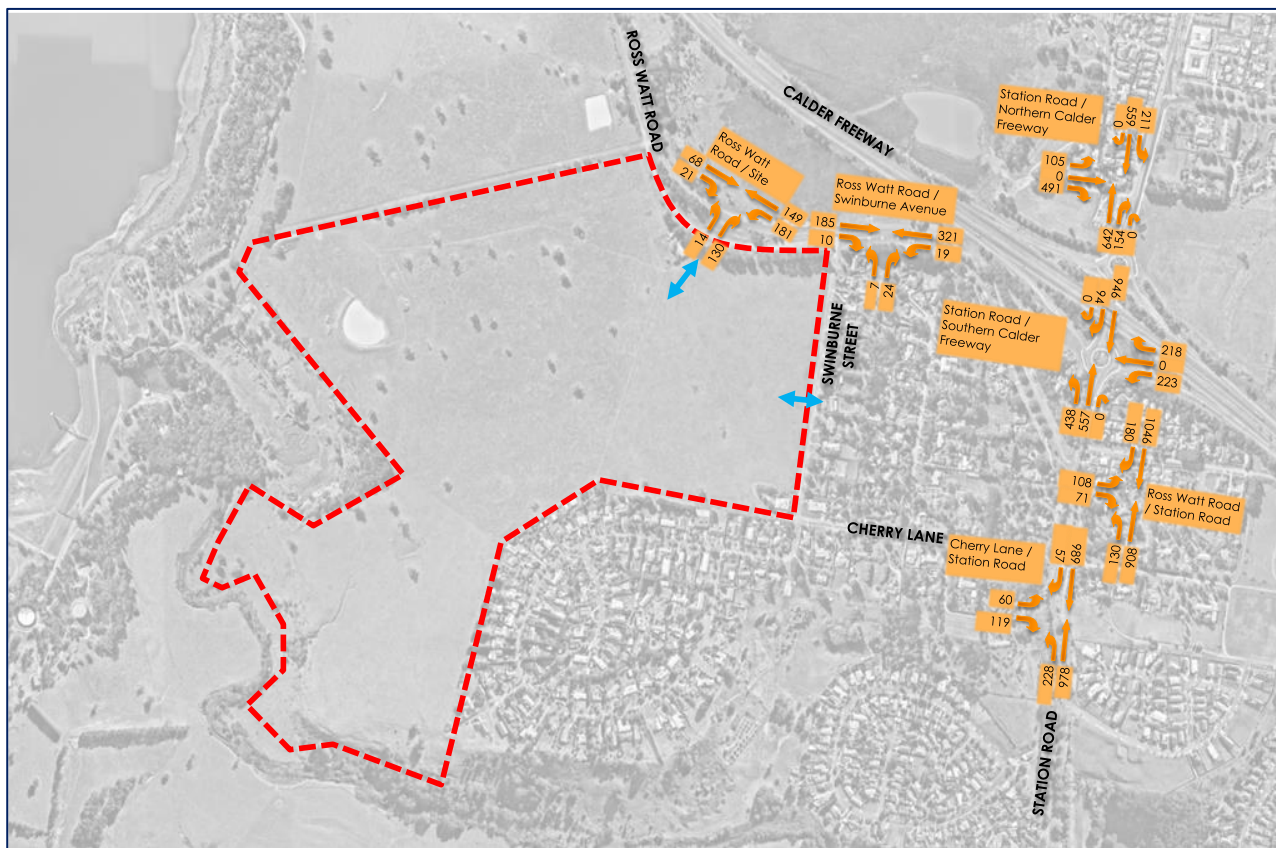 ROSS WATT ROAD
CALDER FREEWAY
Station Road /
Northern Calder
Freeway
211
559
0
105
0
491
642
154
0
Ross Watt
Road / Site
68
21
149
181
14
130
Ross Watt Road /
Swinburne Avenue
185
10
321
19
7
24
SWINBURNE
STREET
Station Road /
Southern Calder
Freeway
946
94
0
218
0
223
438
557
0
1046
180
108
71
Ross Watt Road
/ Station Road
130
908
CHERRY LANE
Cherry Lane /
Station Road
989
57
60
119
228
978
STATION ROAD